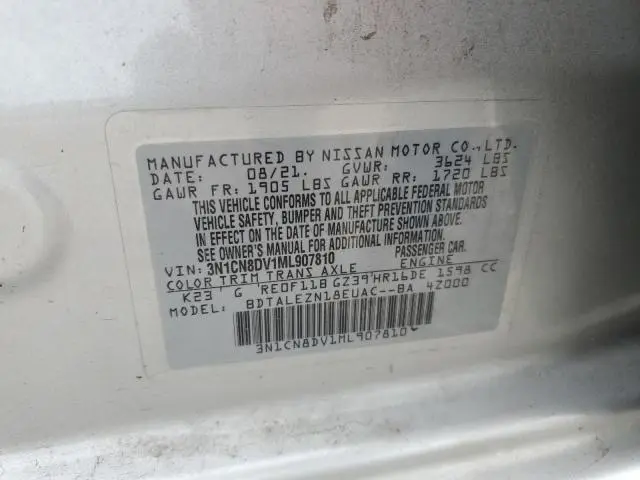 MANUFACTURED BY NISSAN MOTOR CO.,LTD.
DATE: 08/21. GVWR: 3624 LBS
GAWR FR: 1905 LBS GAWR RR: 1720 LBS
THIS VEHICLE CONFORMS TO ALL APPLICABLE FEDERAL MOTOR
VEHICLE SAFETY, BUMPER AND THEFT PREVENTION STANDARDS
IN EFFECT ON THE DATE OF MANUFACTURE SHOWN ABOVE.
SEE OWNER'S MANUAL FOR ADDITIONAL INFORMATION.
VIN: 3N1CN8DV1ML907810 PASSENGER CAR.
COLOR TRIM TRANS AXLE ENGINE
K23 G RE0F11B GZ39 HR16DE 1598 CC
MODEL: BDTALEZN18EUAC--BA 4Z000
3N1CN8DV1ML907810